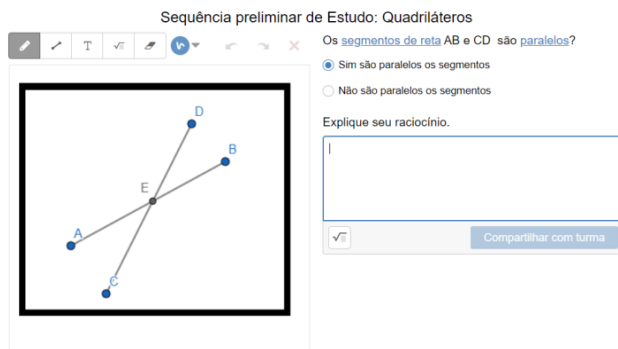 Sequência preliminar de Estudo: Quadriláteros
T
√=
Os segmentos de reta AB e CD são paralelos?
Sim são paralelos os segmentos
Não são paralelos os segmentos
Explique seu raciocínio.
D
B
E
A
C
√=
Compartilhar com turma